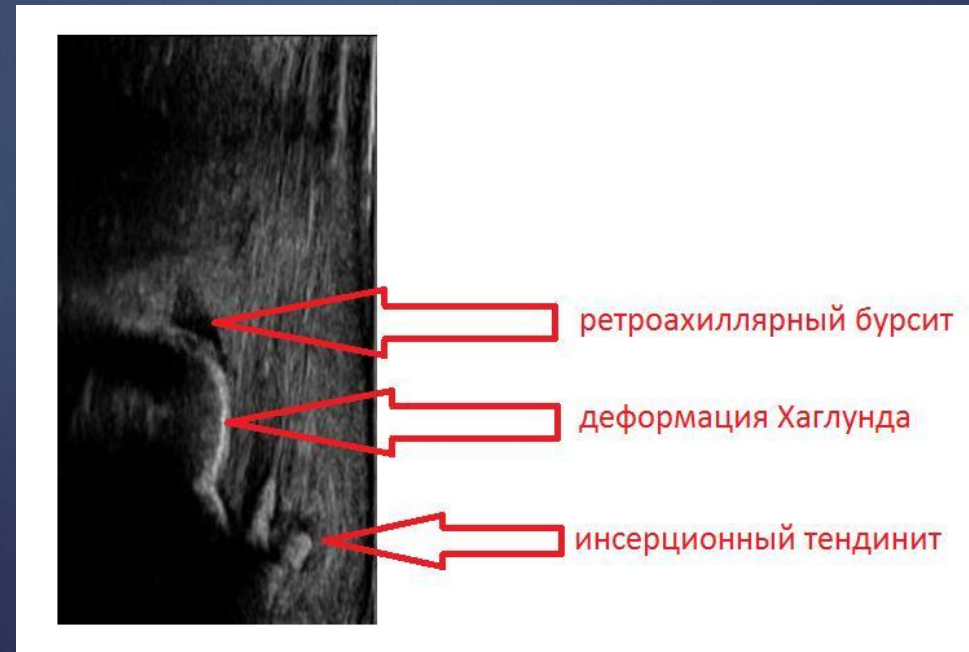 ретроахиллярный бурсит
деформация Хаглунда
инсерционный тендинит